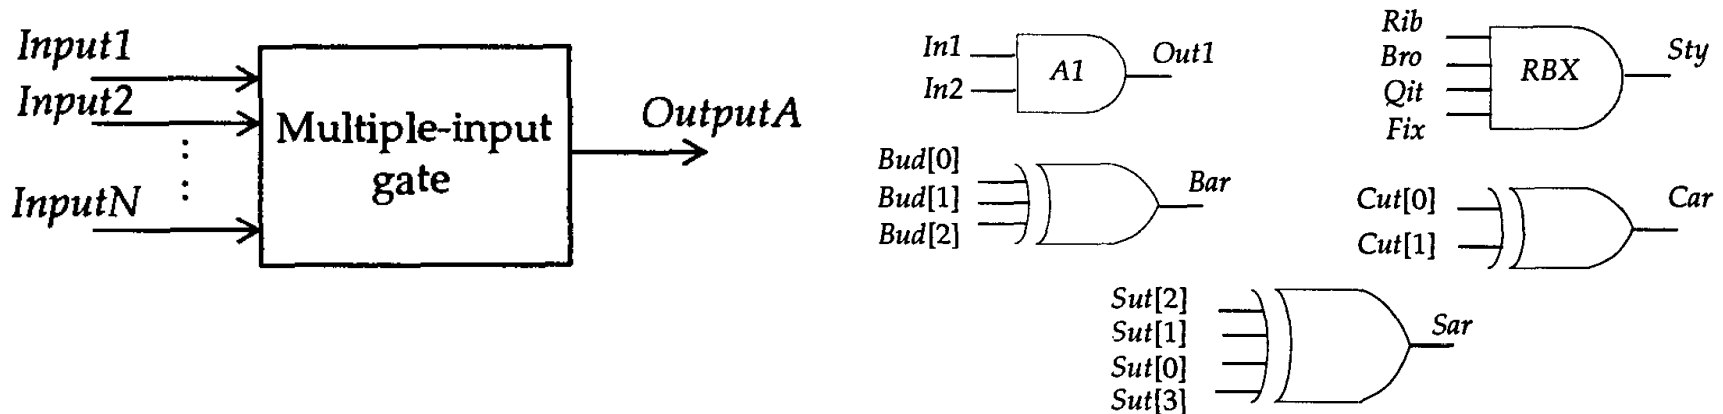 Input1
Input2
InputN
Multiple-input
gate
OutputA
In1
In2
A1
Out1
Rib
Bro
Qit
Fix
RBX
Sty
Bud[0]
Bud[1]
Bud[2]
Bar
Cut[0]
Cut[1]
Car
Sut[2]
Sut[1]
Sut[0]
Sut[3]
Sar